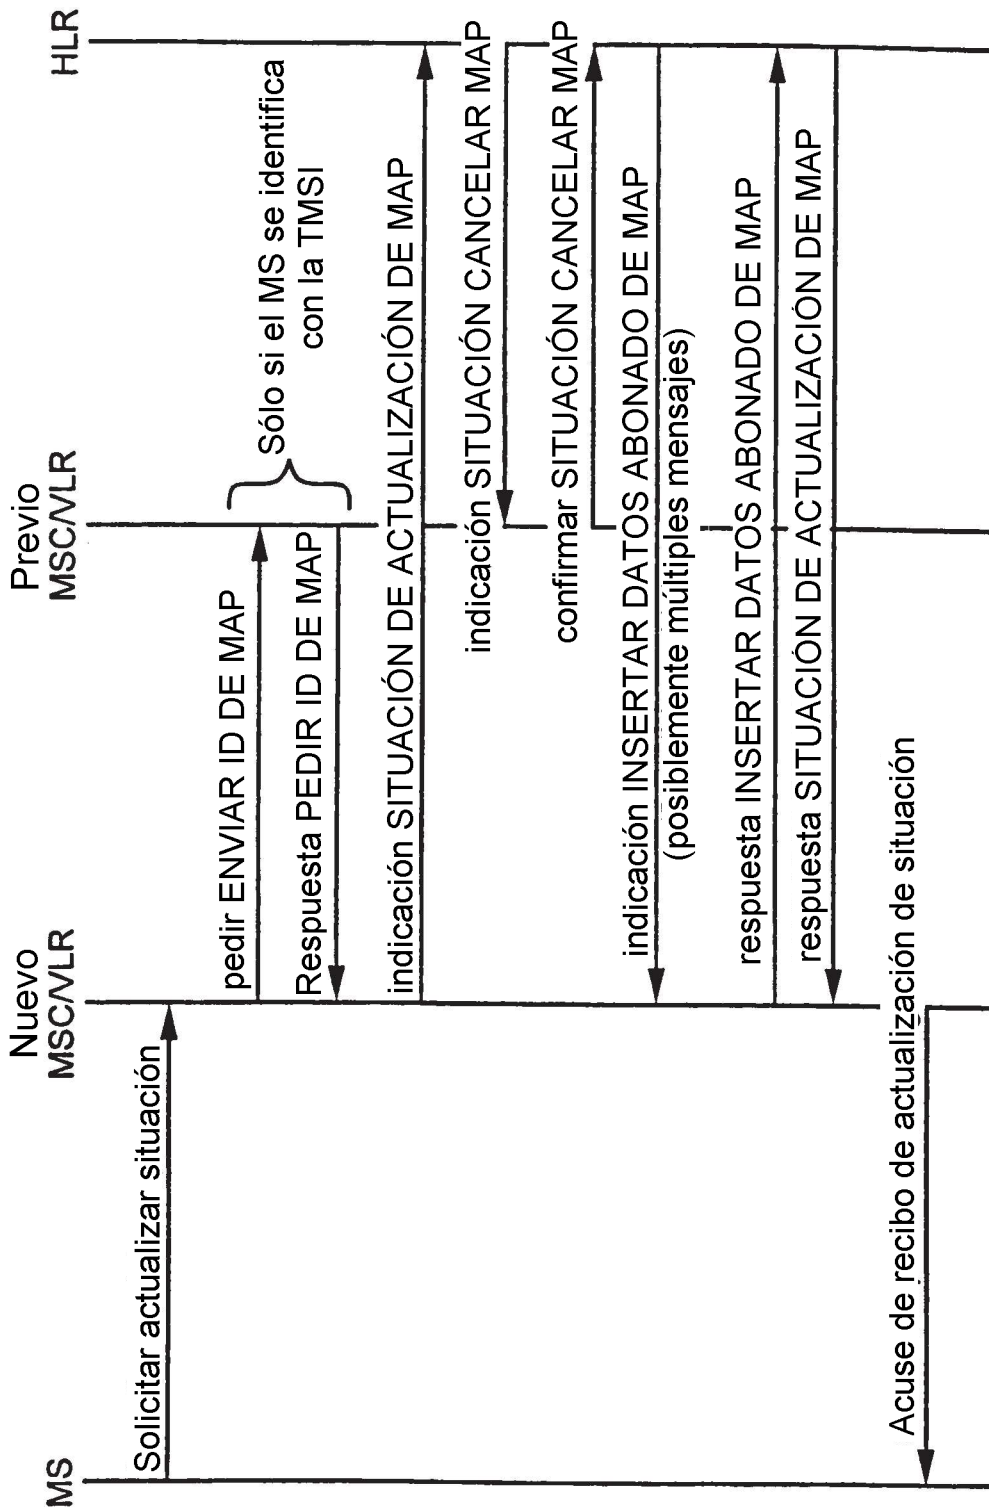 MS
Nuevo
MSC/VLR
Previo
MSC/VLR
HLR
Solicitar actualizar situación
pedir ENVIAR ID DE MAP
Respuesta PEDIR ID DE MAP
Sólo si el MS se identifica
con la TMSI
indicación SITUACIÓN DE ACTUALIZACIÓN DE MAP
indicación SITUACIÓN CANCELAR MAP
confirmar SITUACIÓN CANCELAR MAP
indicación INSERTAR DATOS ABONADO DE MAP
(posiblemente múltiples mensajes)
respuesta INSERTAR DATOS ABONADO DE MAP
respuesta SITUACIÓN DE ACTUALIZACIÓN DE MAP
Acuse de recibo de actualización de situación